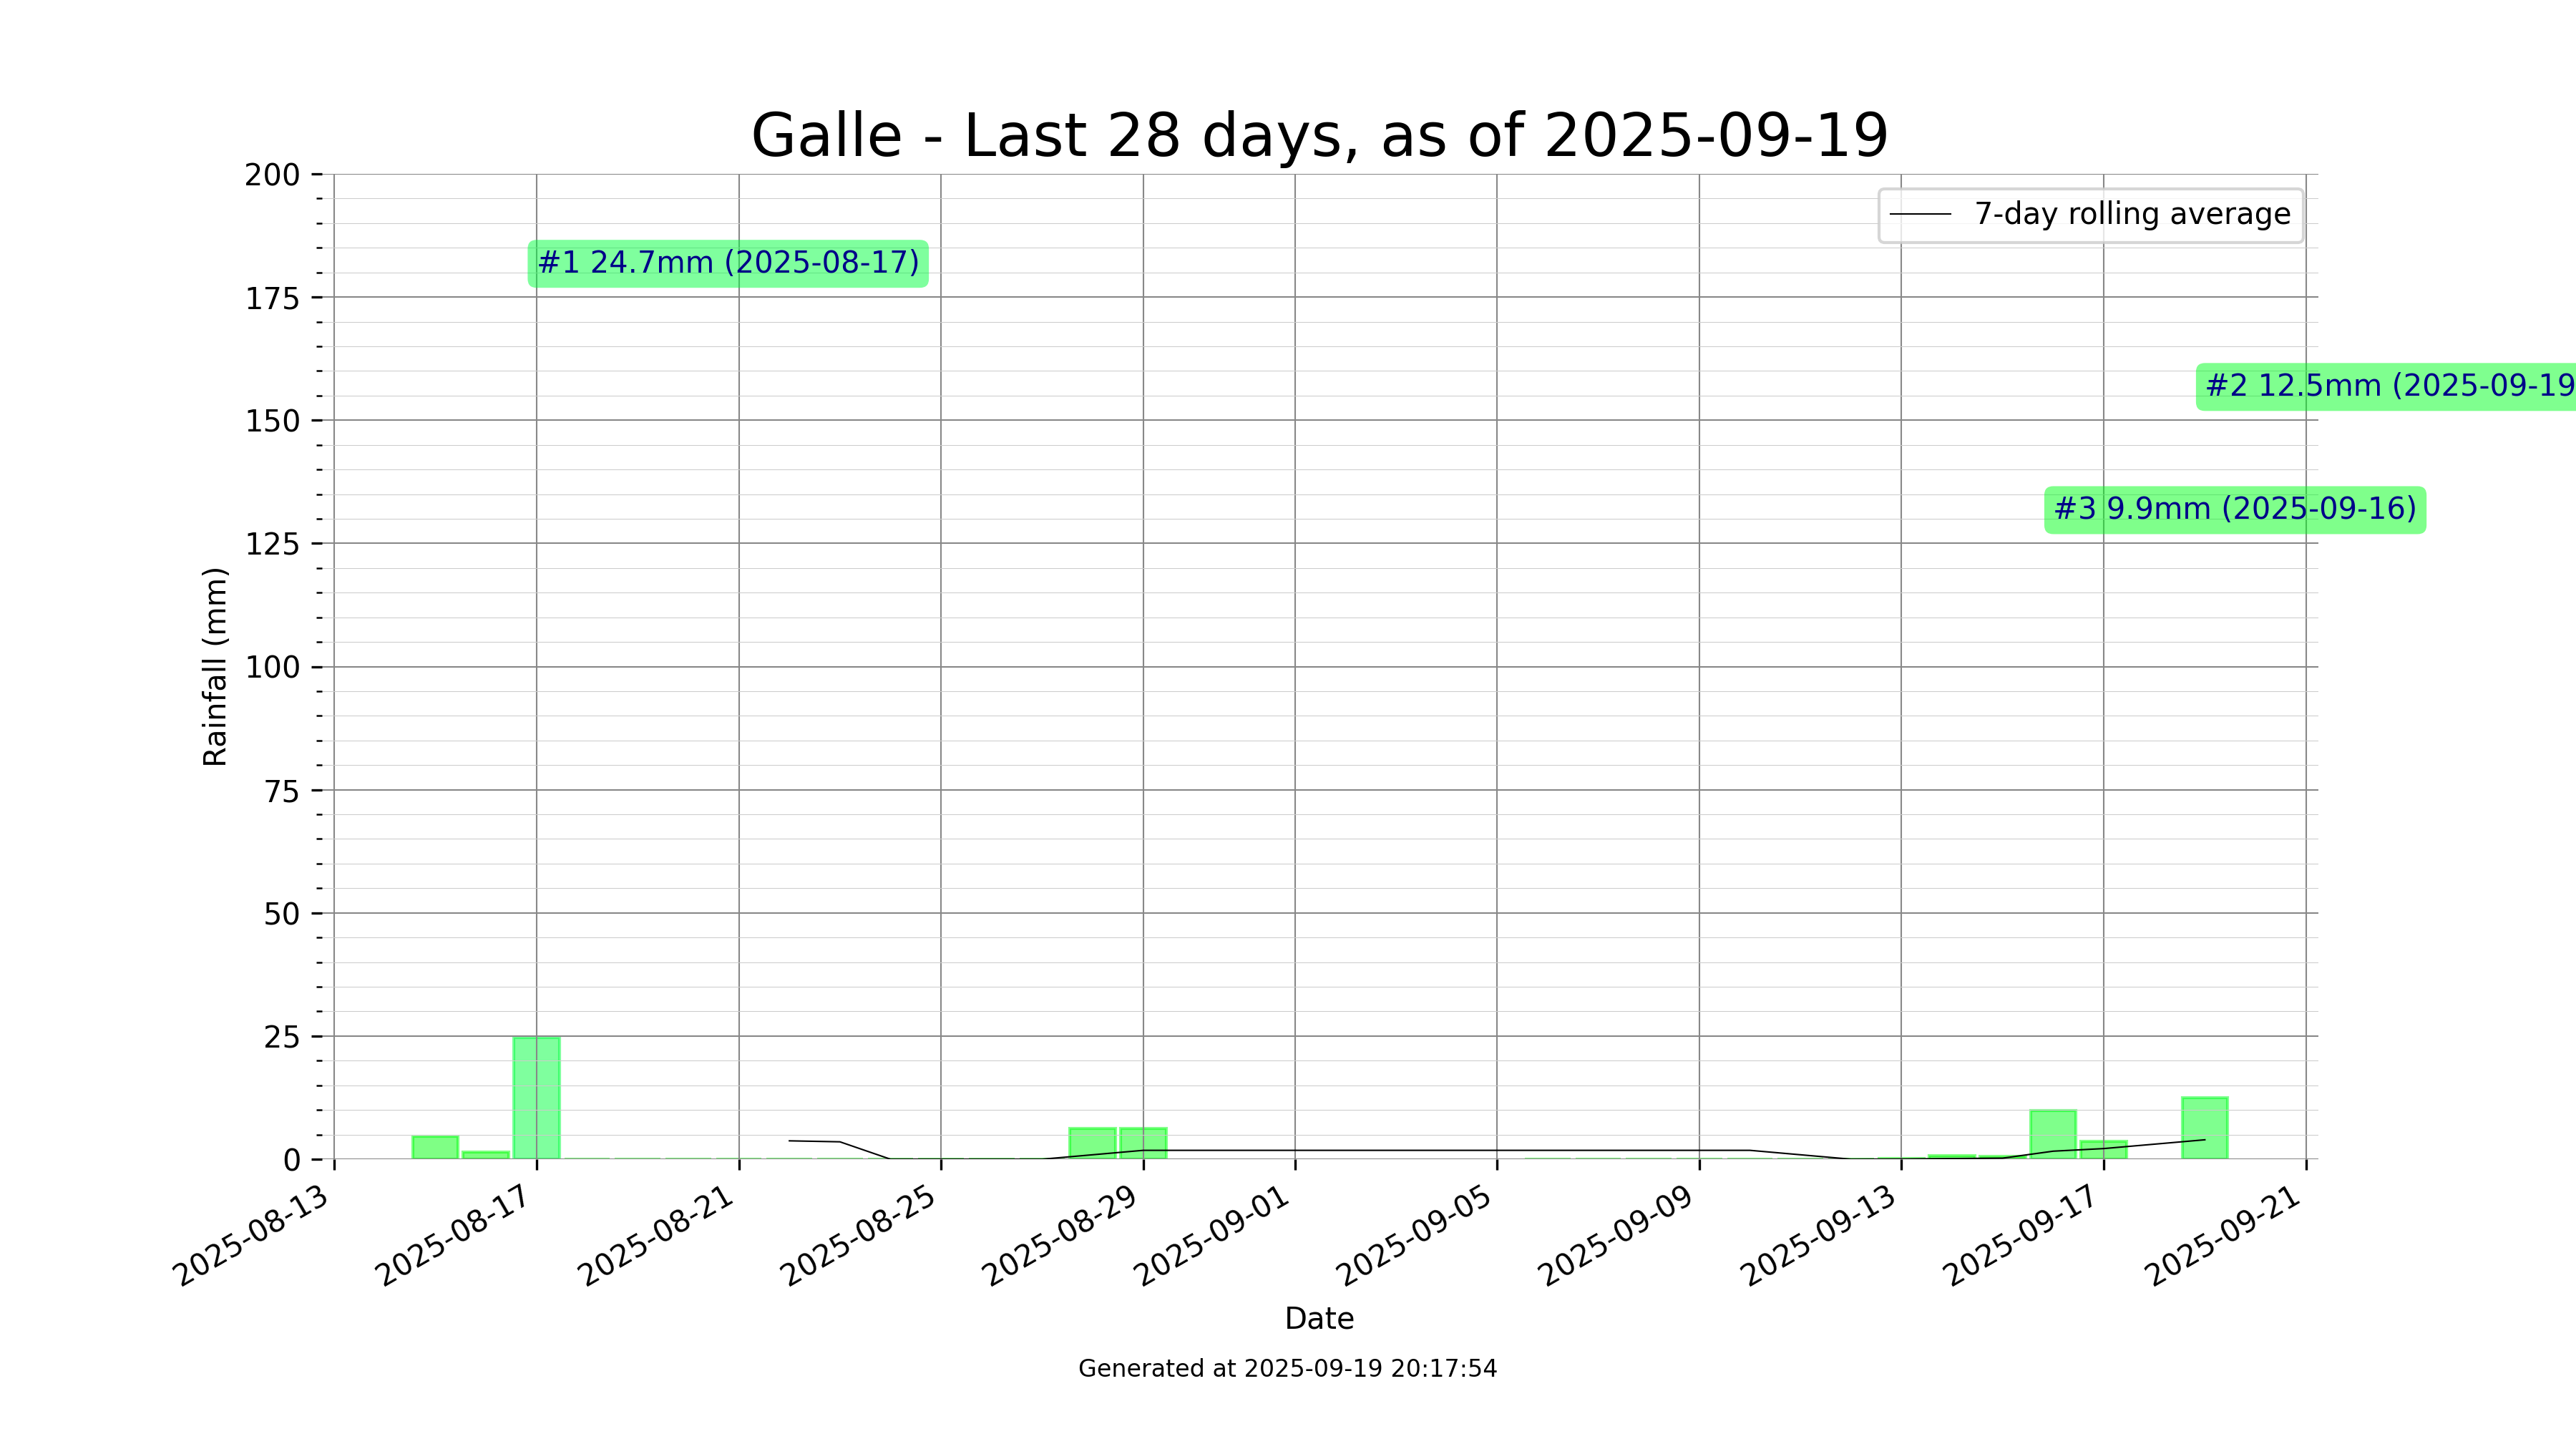 Galle - Last 28 days, as of 2025-09-19
200
7-day rolling average
#1 24.7mm (2025-08-17)
175
#2 12.5mm (2025-09-19
150
#3 9.9mm (2025-09-16)
125
100
75
50
25
0
Rainfall (mm)
2025-08-13
2025-08-17
2025-08-21
2025-08-25
2025-08-29
2025-09-01
2025-09-05
2025-09-09
2025-09-13
2025-09-17
2025-09-21
Date
Generated at 2025-09-19 20:17:54